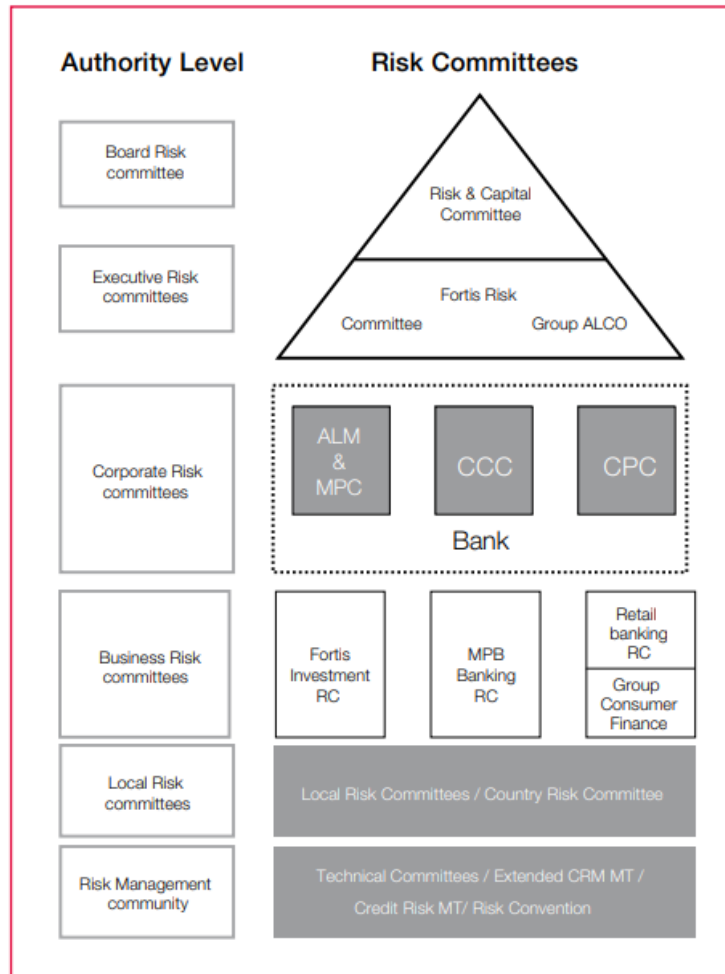 Authority Level
Risk Committees
Board Risk
committee
Risk & Capital
Committee
Executive Risk
committees
Fortis Risk
Committee
Group ALCO
Corporate Risk
committees
ALM
&
MPC
CCC
CPC
Bank
Business Risk
committees
Fortis
Investment
RC
MPB
Banking
RC
Retail
banking
RC
Group
Consumer
Finance
Local Risk
committees
Local Risk Committees / Country Risk Committee
Risk Management
community
Technical Committees / Extended CRM MT /
Credit Risk MT/ Risk Convention